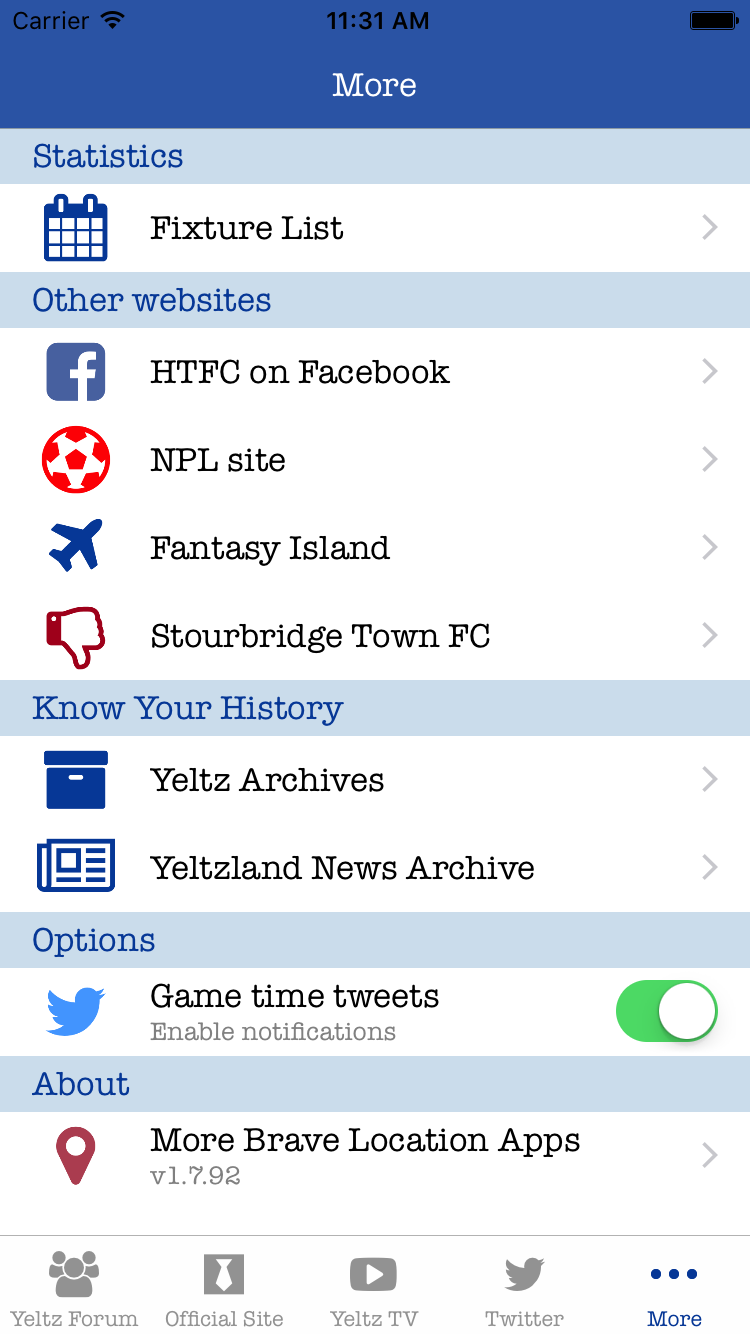 Carrier 11:31 AM
More
Statistics
Fixture List
Other websites
HTFC on Facebook
NPL site
Fantasy Island
Stourbridge Town FC
Know Your History
Yeltz Archives
Yeltzland News Archive
Options
Game time tweets
Enable notifications
About
More Brave Location Apps
v1.7.92
Yeltz Forum Official Site Yeltz TV Twitter More